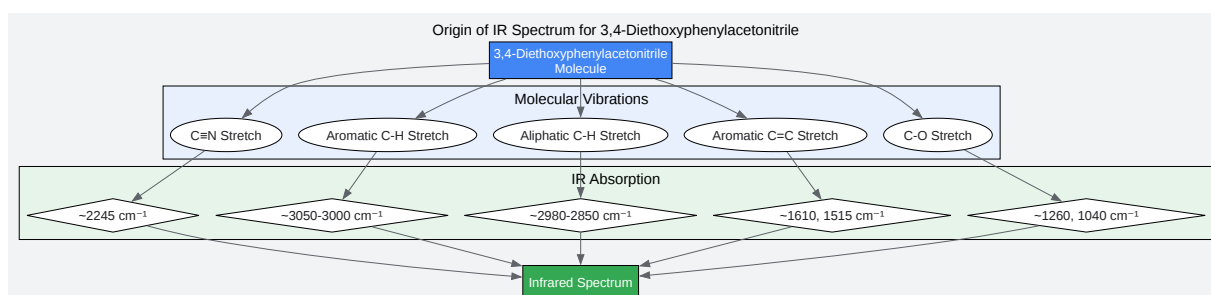 Origin of IR Spectrum for 3,4-Diethoxyphenylacetonitrile
3,4-Diethoxyphenylacetonitrile
Molecule
Molecular Vibrations
C≡N Stretch
Aromatic C-H Stretch
Aliphatic C-H Stretch
Aromatic C=C Stretch
C-O Stretch
IR Absorption
~2245 cm⁻¹
~3050-3000 cm⁻¹
~2980-2850 cm⁻¹
~1610, 1515 cm⁻¹
~1260, 1040 cm⁻¹
Infrared Spectrum